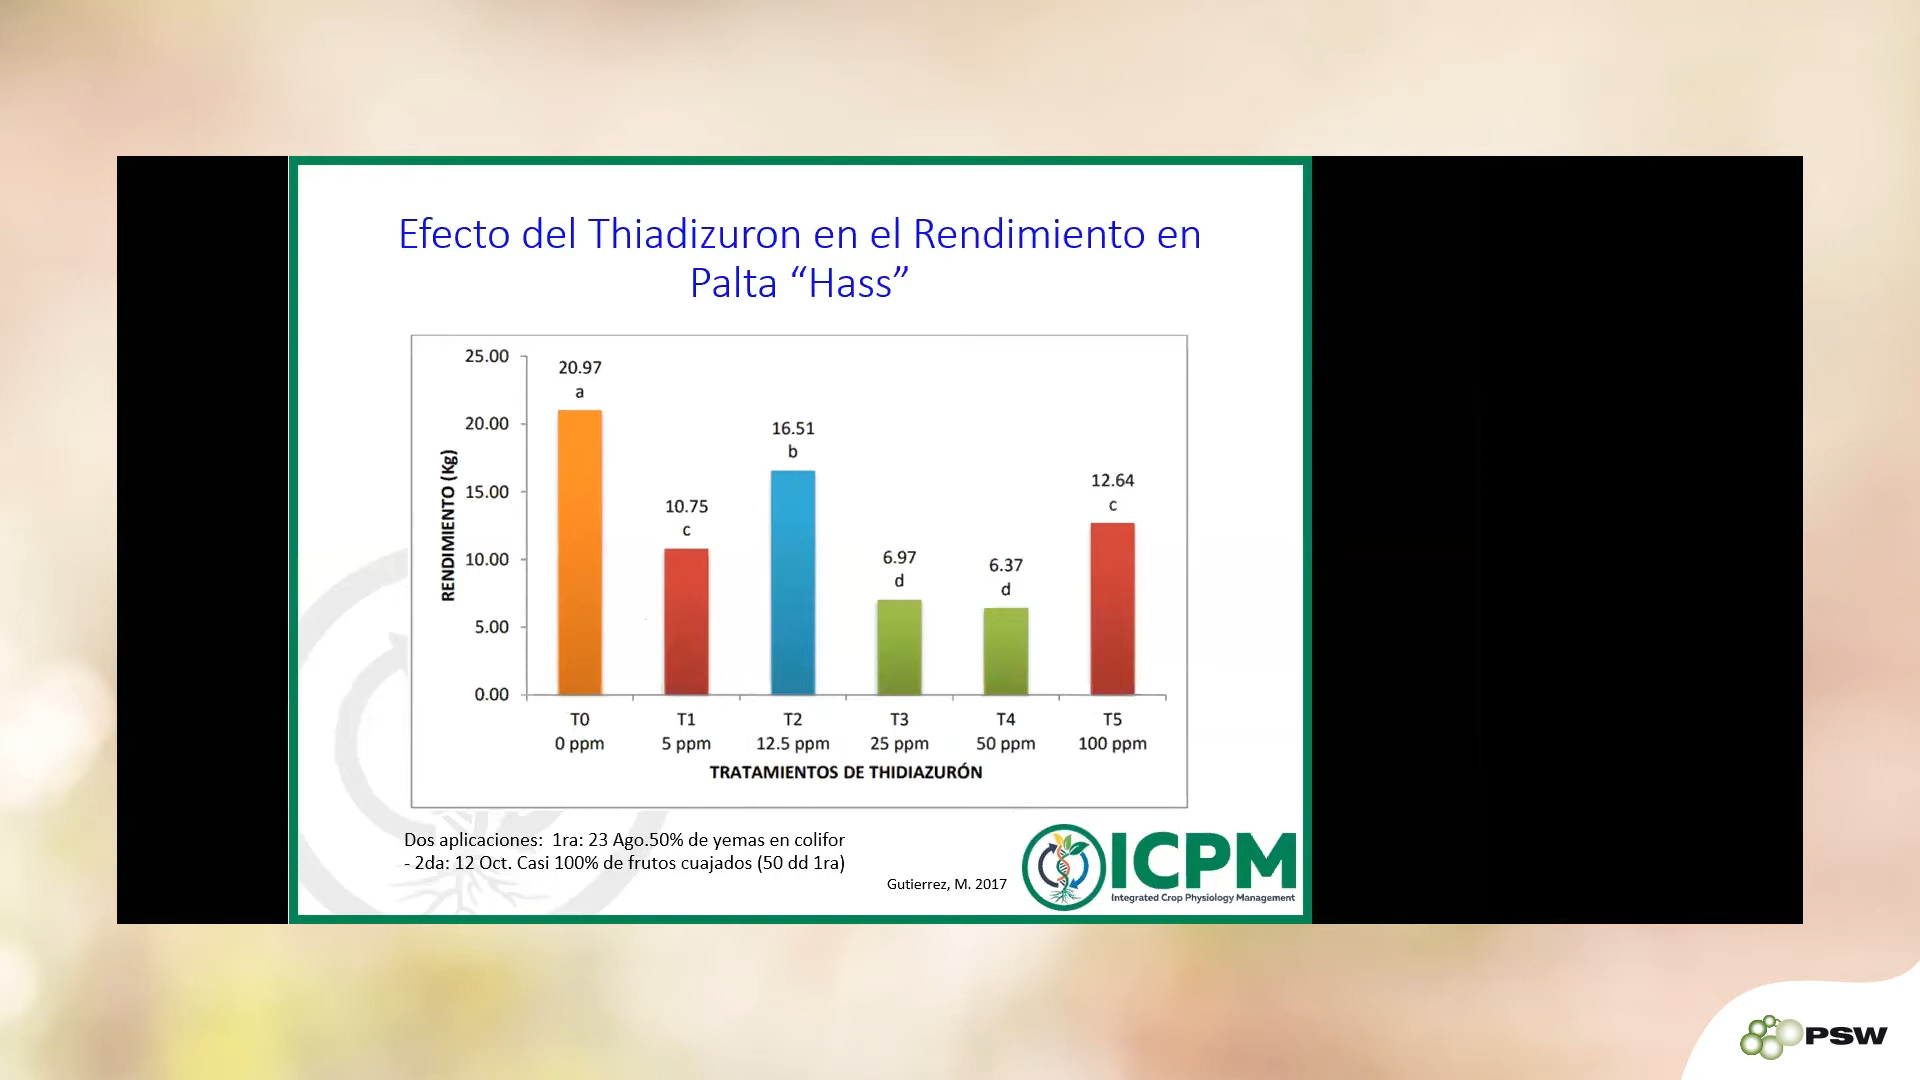 Efecto del Thiadizuron en el Rendimiento en
Palta “Hass”
RENDIMIENTO (Kg)
25.00
20.00
15.00
10.00
5.00
0.00
20.97
a
10.75
c
16.51
b
6.97
d
6.37
d
12.64
c
T0 T1 T2 T3 T4 T5
0 ppm 5 ppm 12.5 ppm 25 ppm 50 ppm 100 ppm
TRATAMIENTOS DE THIDIAZURÓN
Dos aplicaciones: 1ra: 23 Ago.50% de yemas en colifor
- 2da: 12 Oct. Casi 100% de frutos cuajados (50 dd 1ra)
Gutierrez, M. 2017
ICPM
Integrated Crop Physiology Management
PSW